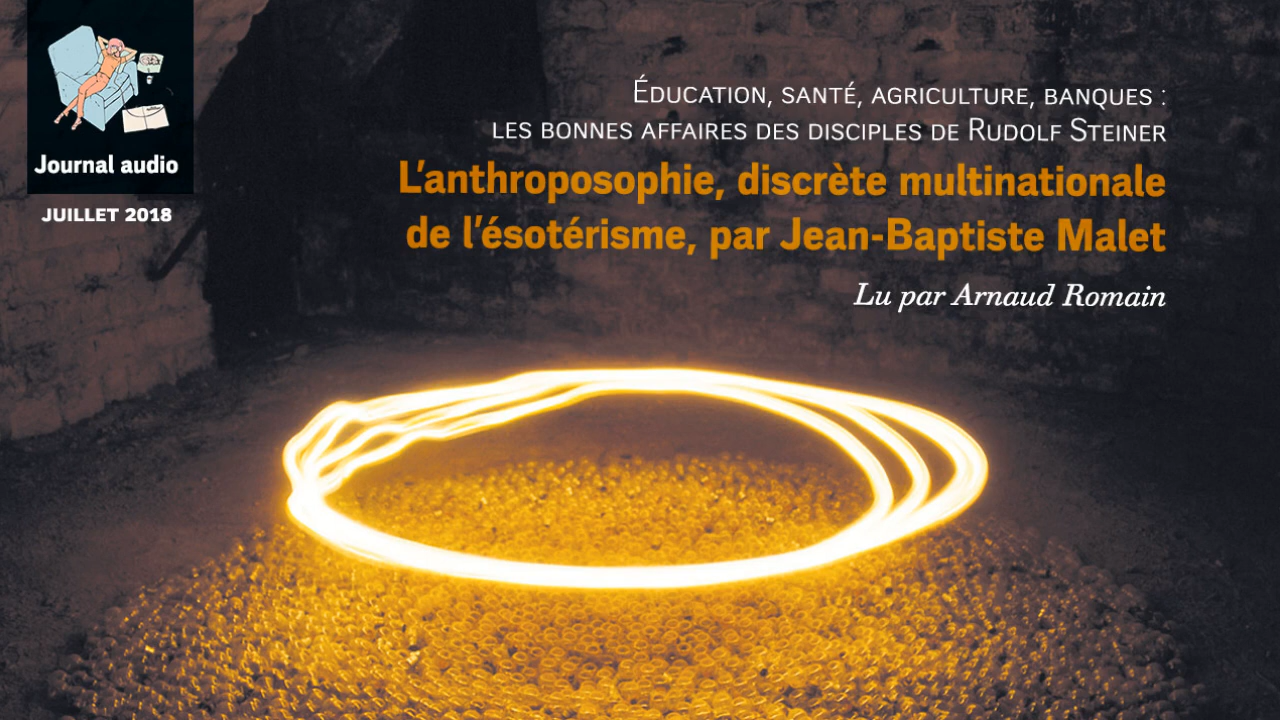 Journal audio
JUILLET 2018
ÉDUCATION, SANTÉ, AGRICULTURE, BANQUES :
LES BONNES AFFAIRES DES DISCIPLES DE RUDOLF STEINER
L'anthroposophie, discrète multinationale
de l'ésotérisme, par Jean-Baptiste Malet
Lu par Arnaud Romain